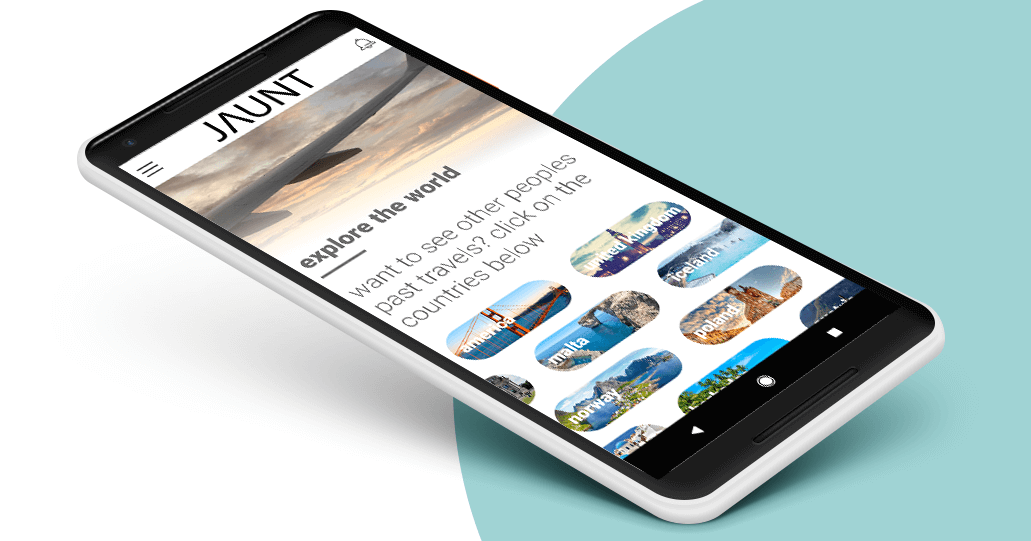 JAUNT
explore the world
want to see other peoples
past travels? click on the
countries below
america
united kingdom
malta
iceland
norway
poland